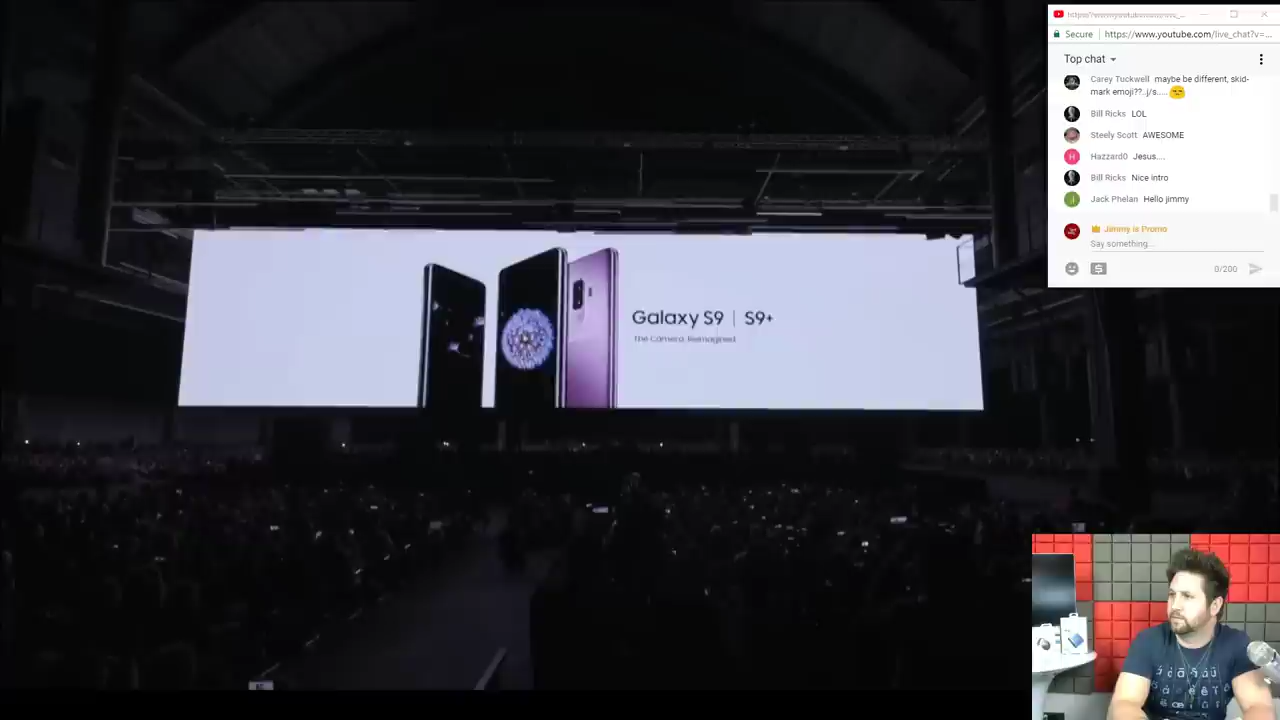 Secure
https://www.youtube.com/live_chat?v=...
Top chat
Carey Tuckwell maybe be different, skid-
mark emoji??..j/s.....
Bill Ricks LOL
Steely Scott AWESOME
Hazzard0 Jesus....
Bill Ricks Nice intro
Jack Phelan Hello jimmy
Jimmy is Promo
Say something...
0/200
Galaxy S9 | S9+
The Camera. Reimagined.